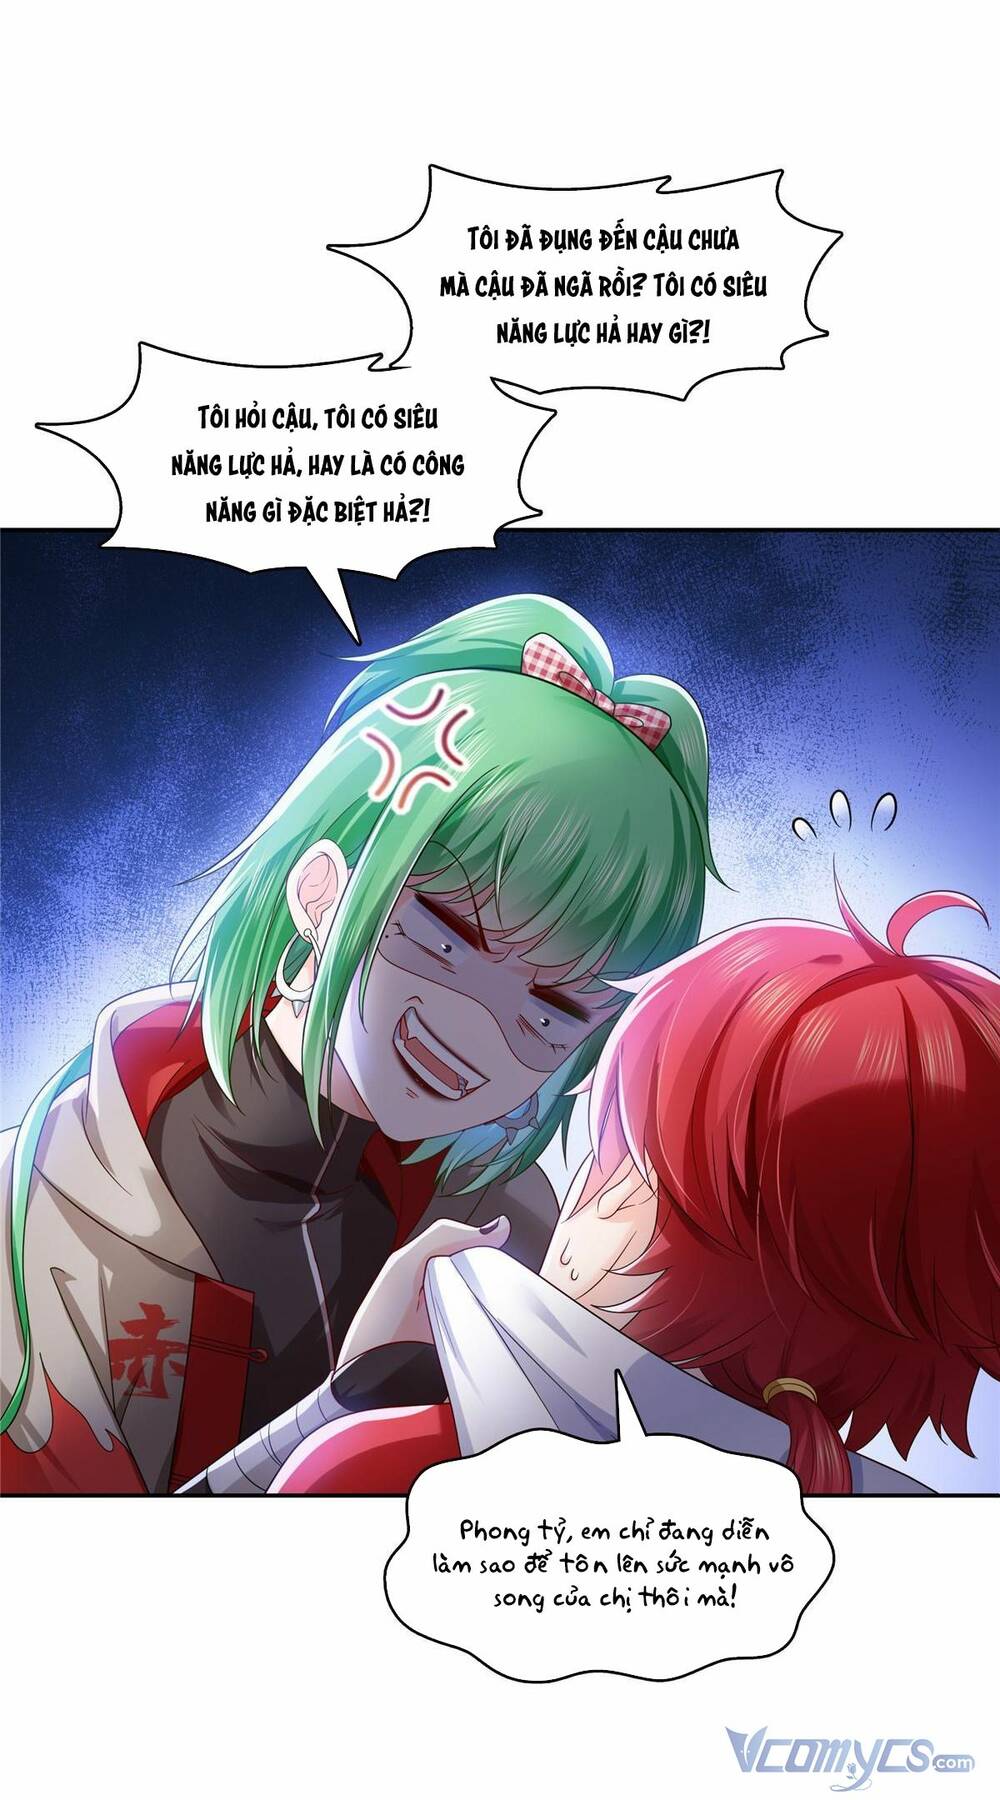 TÔI ĐÃ ĐỤNG ĐẾN CẬU CHƯA
MÀ CẬU ĐÃ NGÃ RỒI? TÔI CÓ SIÊU
NĂNG LỰC HẢ HAY GÌ?!
TÔI HỎI CẬU, TÔI CÓ SIÊU
NĂNG LỰC HẢ, HAY LÀ CÓ CÔNG
NĂNG GÌ ĐẶC BIỆT HẢ?!
赤
Phong tỷ, em chỉ đang diễn
làm sao để tôn lên sức mạnh vô
song của chị thôi mà!
VCOMYCS.com